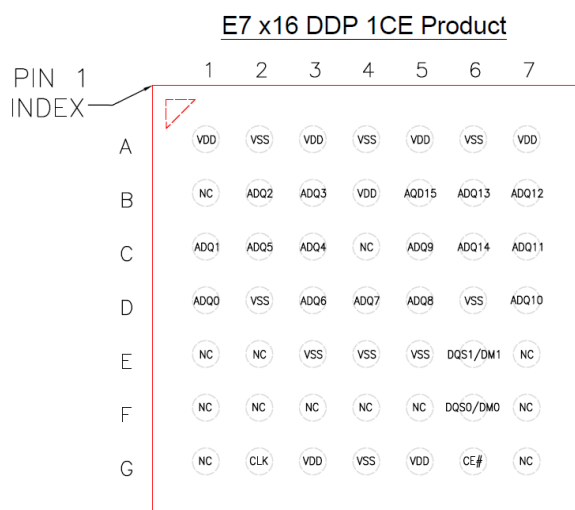 E7 x16 DDP 1CE Product
PIN 1
INDEX
1 2 3 4 5 6 7
A VDD VSS VDD VSS VDD VSS VDD
B NC ADQ2 ADQ3 VDD AQD15 ADQ13 ADQ12
C ADQ1 ADQ5 ADQ4 NC ADQ9 ADQ14 ADQ11
D ADQ0 VSS ADQ6 ADQ7 ADQ8 VSS ADQ10
E NC NC VSS VSS VSS DQS1/DM1 NC
F NC NC NC NC NC DQS0/DM0 NC
G NC CLK VDD VSS VDD CE# NC